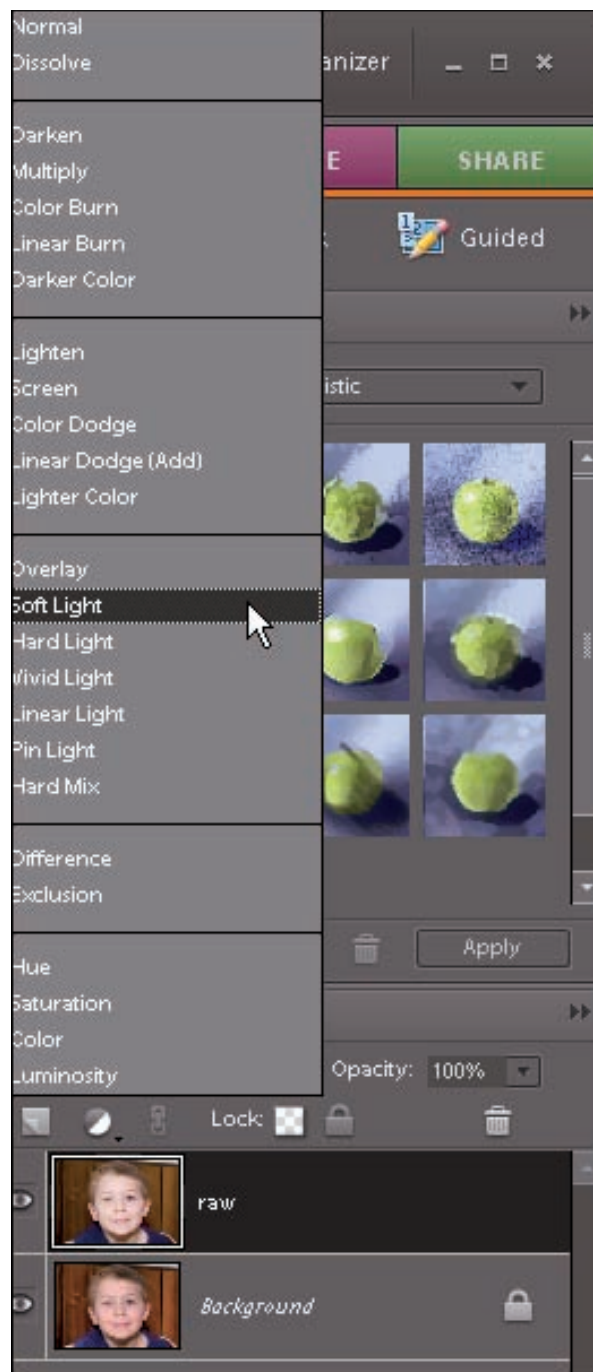 Normal
Dissolve
Darken
Multiply
Color Burn
Linear Burn
Darker Color
Lighten
Screen
Color Dodge
Linear Dodge (Add)
Lighter Color
Overlay
Soft Light
Hard Light
Vivid Light
Linear Light
Pin Light
Hard Mix
Difference
Exclusion
Hue
Saturation
Color
Luminosity
anizer
E SHARE
Guided
istic
Apply
Opacity: 100%
Lock:
raw
Background